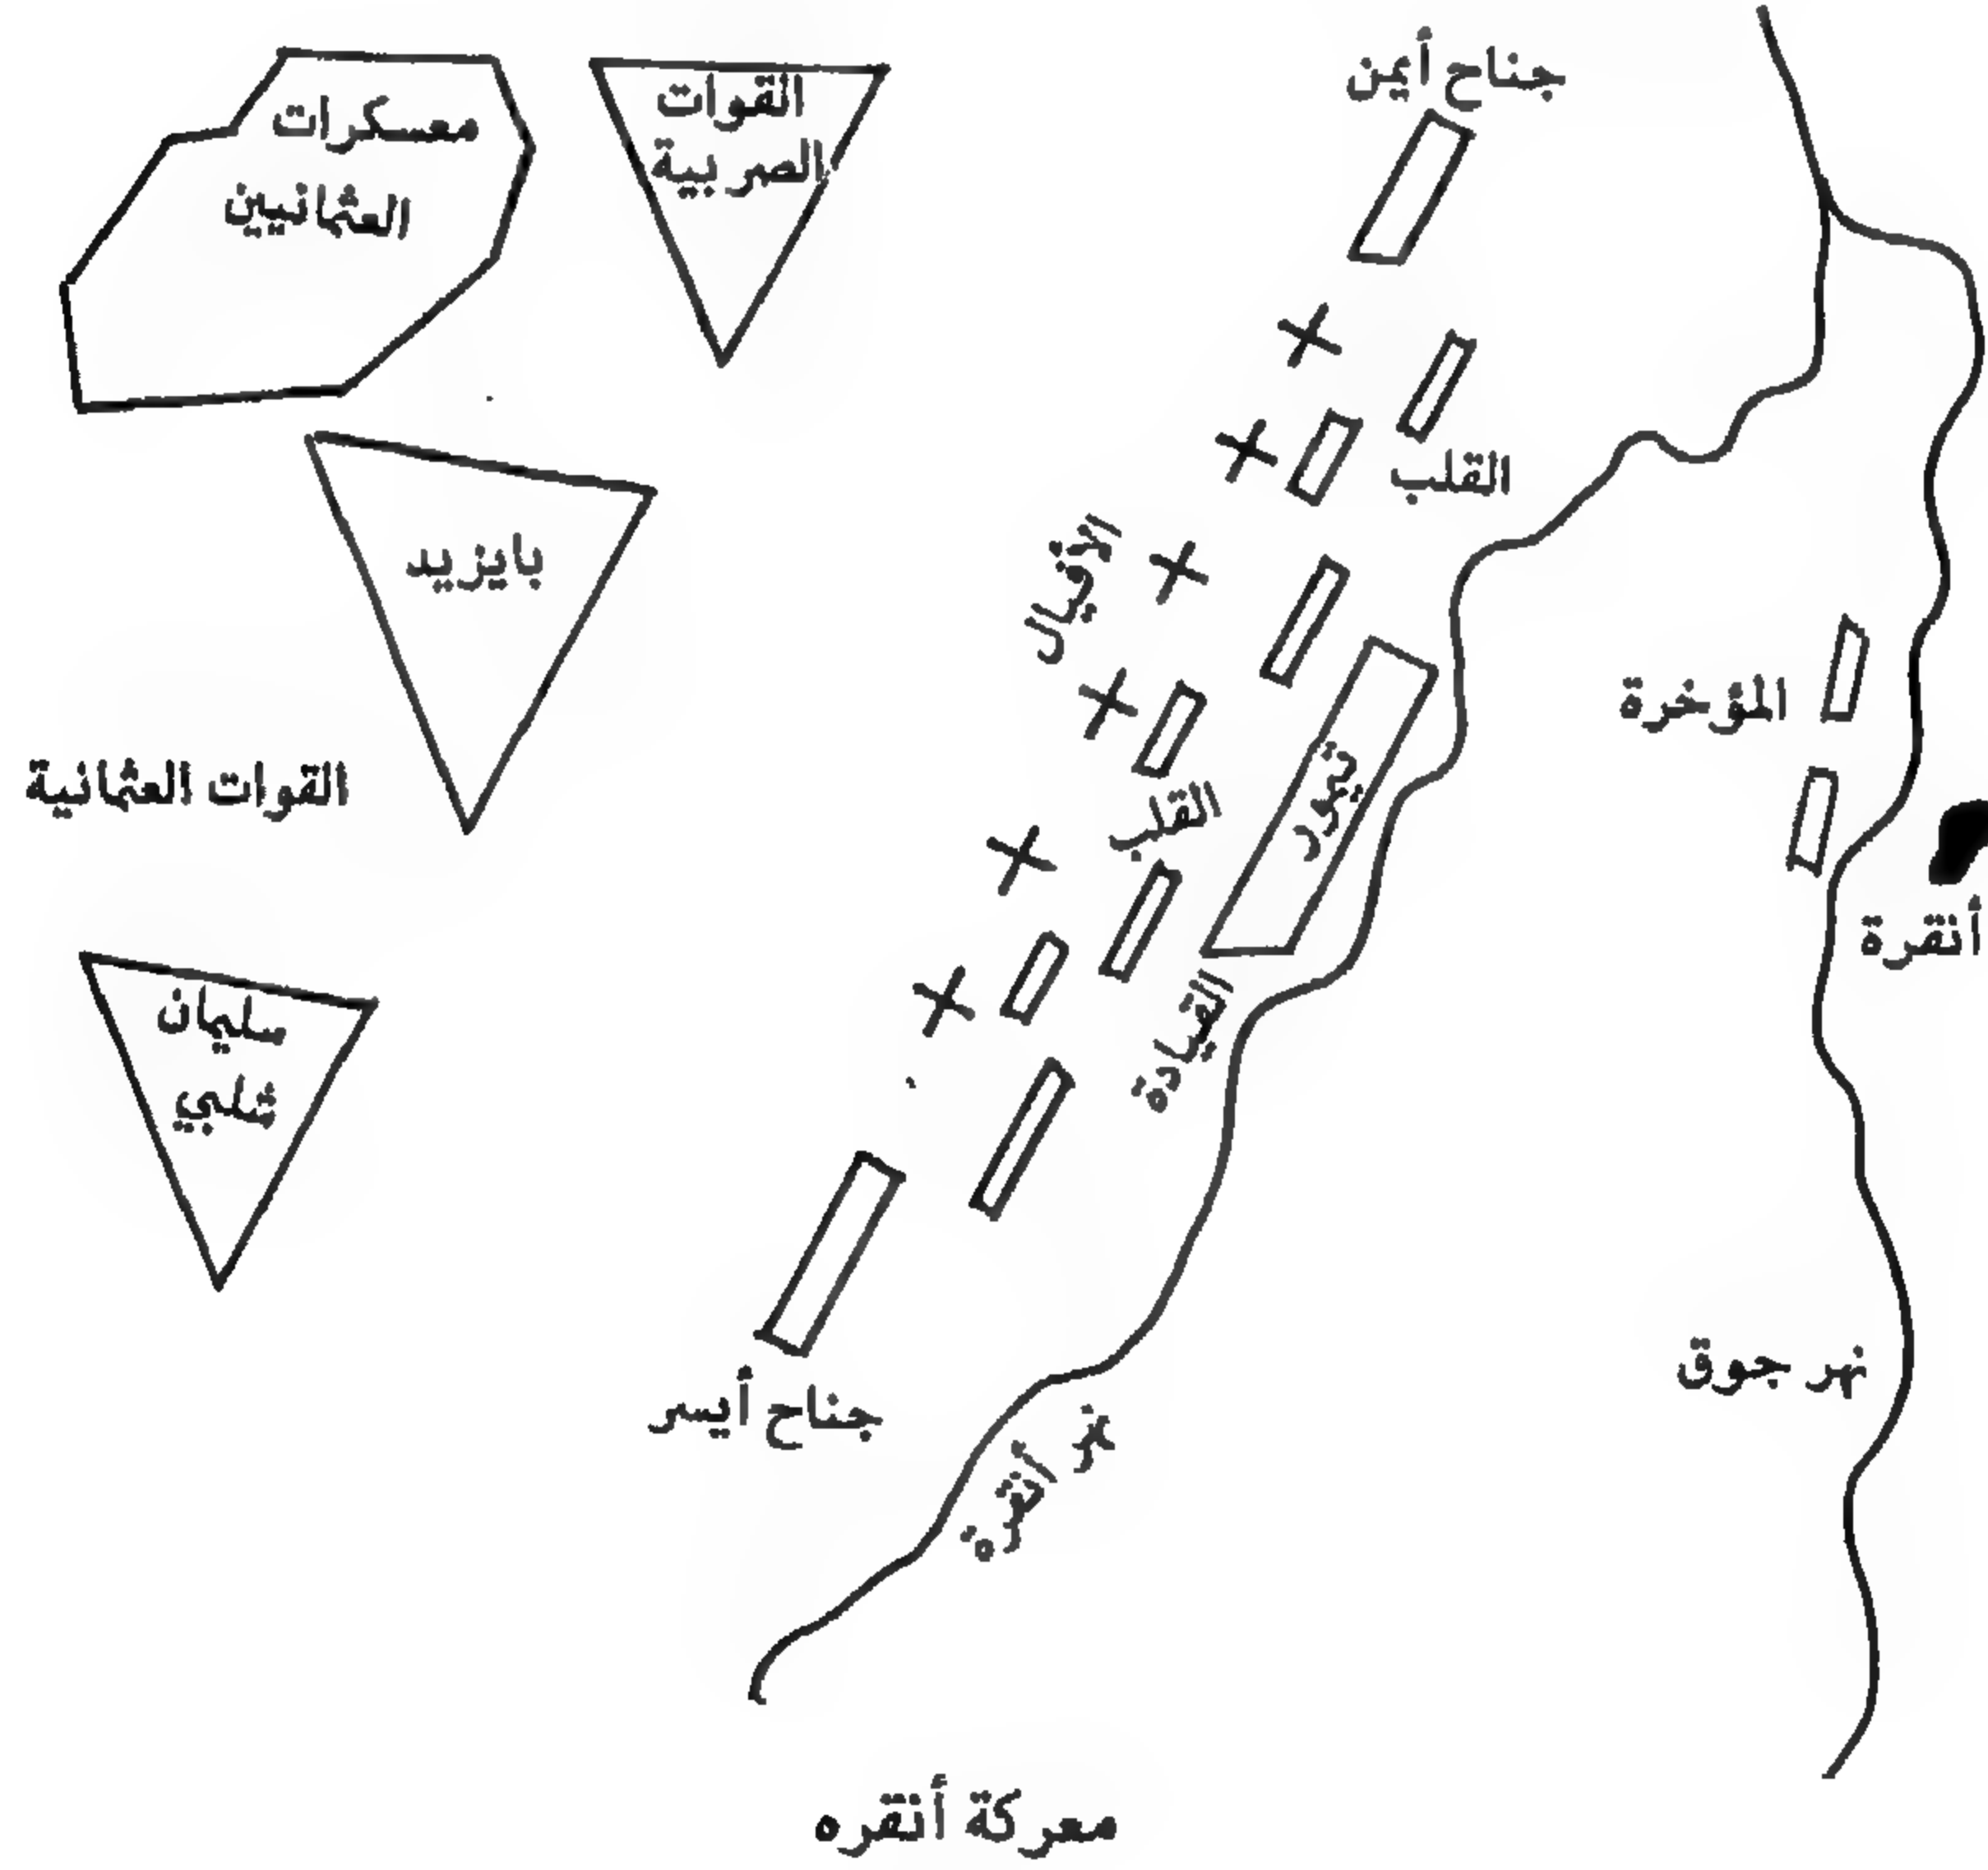 جناح أيمن
معسكرات
العثمانيين
القوات
الصربية
القلب
الأفيال
بايزيد
المؤخرة
تيمور
القوات العثمانية
القلب
أنقرة
سليمان
شلبي
القيادة
نهر جوق
جناح أيسر
نهر أنقرة
معركة أنقره